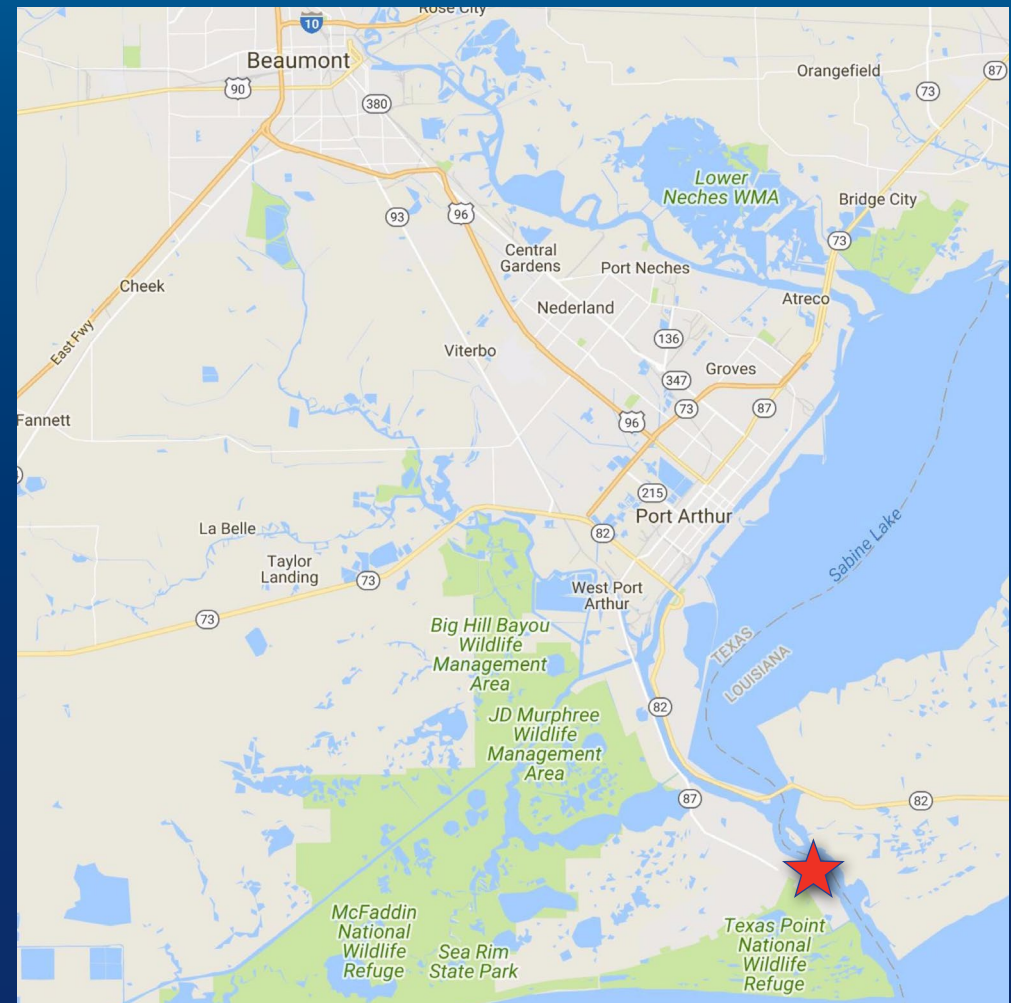 Rose City
10
Beaumont
Orangefield
87
90
73
380
Lower
Neches WMA
Bridge City
93
96
73
Central
Gardens
Port Neches
Cheek
Atreco
Nederland
East Fwy
136
Viterbo
Groves
347
73
87
Fannett
96
215
Port Arthur
La Belle
82
Sabine Lake
Taylor
Landing
73
West Port
Arthur
73
Big Hill Bayou
Wildlife
Management
Area
TEXAS
LOUISIANA
82
JD Murphree
Wildlife
Management
Area
87
82
McFaddin
National
Wildlife
Refuge
Sea Rim
State Park
Texas Point
National
Wildlife
Refuge